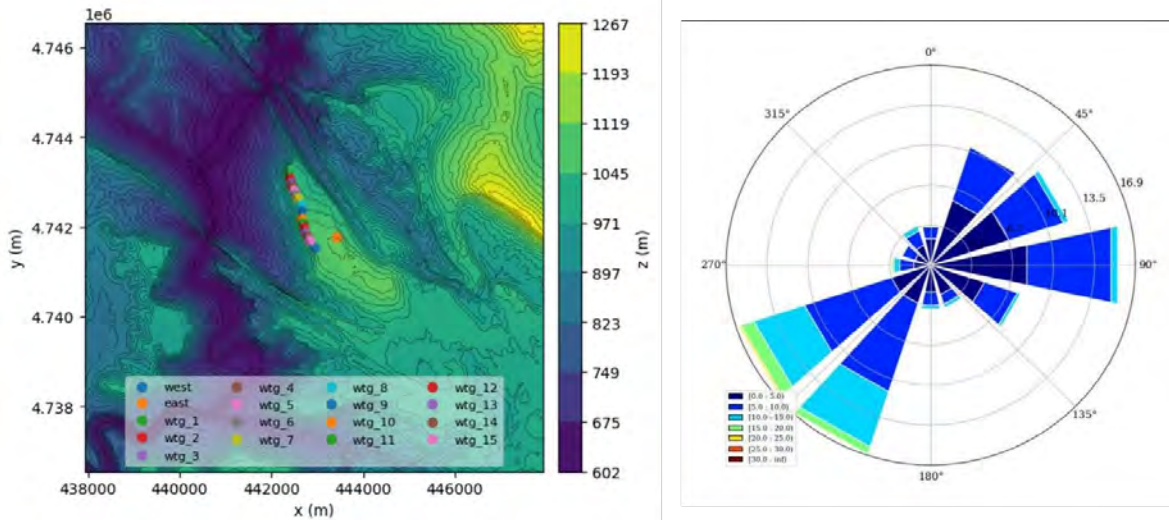 1e6
4.746
4.744
4.742
4.740
4.738
y (m)
438000 440000 442000 444000 446000
x (m)
west wtg_4 wtg_8 wtg_12
east wtg_5 wtg_9 wtg_13
wtg_1 wtg_6 wtg_10 wtg_14
wtg_2 wtg_7 wtg_11 wtg_15
wtg_3
1267
1193
1119
1045
971
897
823
749
675
602
z (m)
0°
45°
90°
135°
180°
270°
315°
10.1
13.5
16.9
[0.0 : 5.0)
[5.0 : 10.0)
[10.0 : 15.0)
[15.0 : 20.0)
[20.0 : 25.0)
[25.0 : 30.0)
[30.0 : inf)